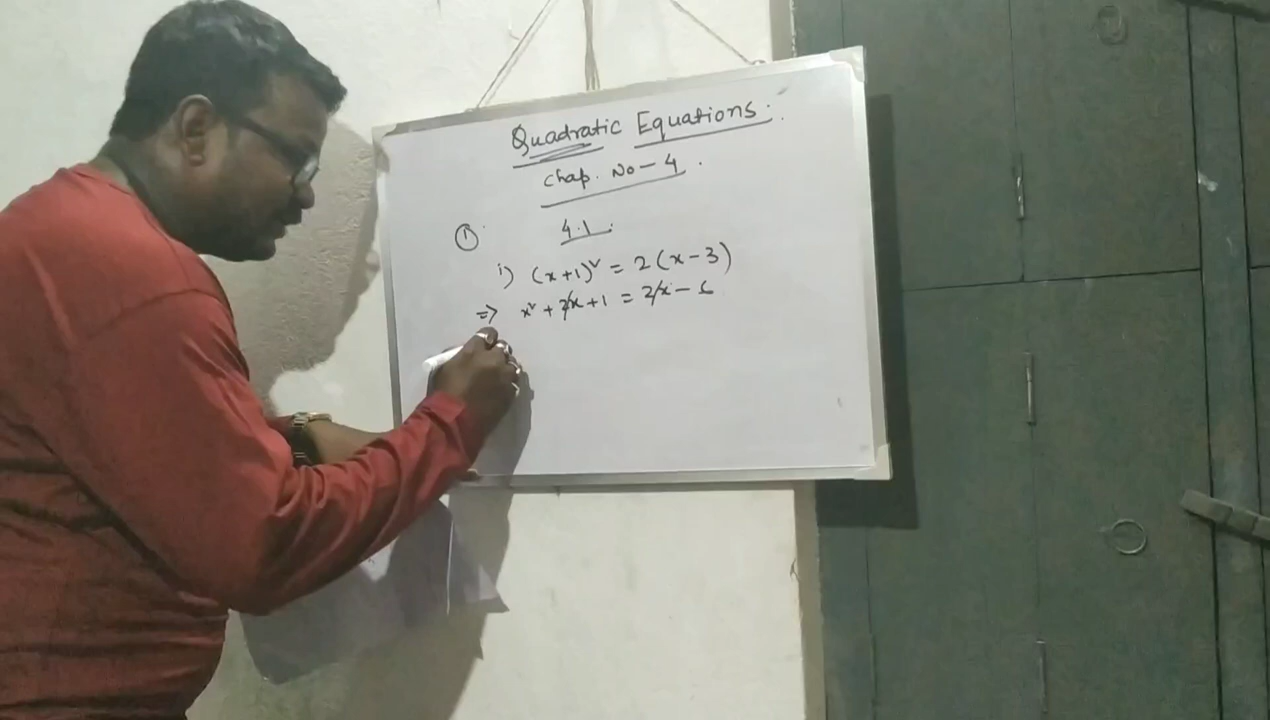 Quadratic Equations.
Chap. No - 4.
① 4.1.
i) (x+1)² = 2(x-3)
=> x² + 2x + 1 = 2x - 6